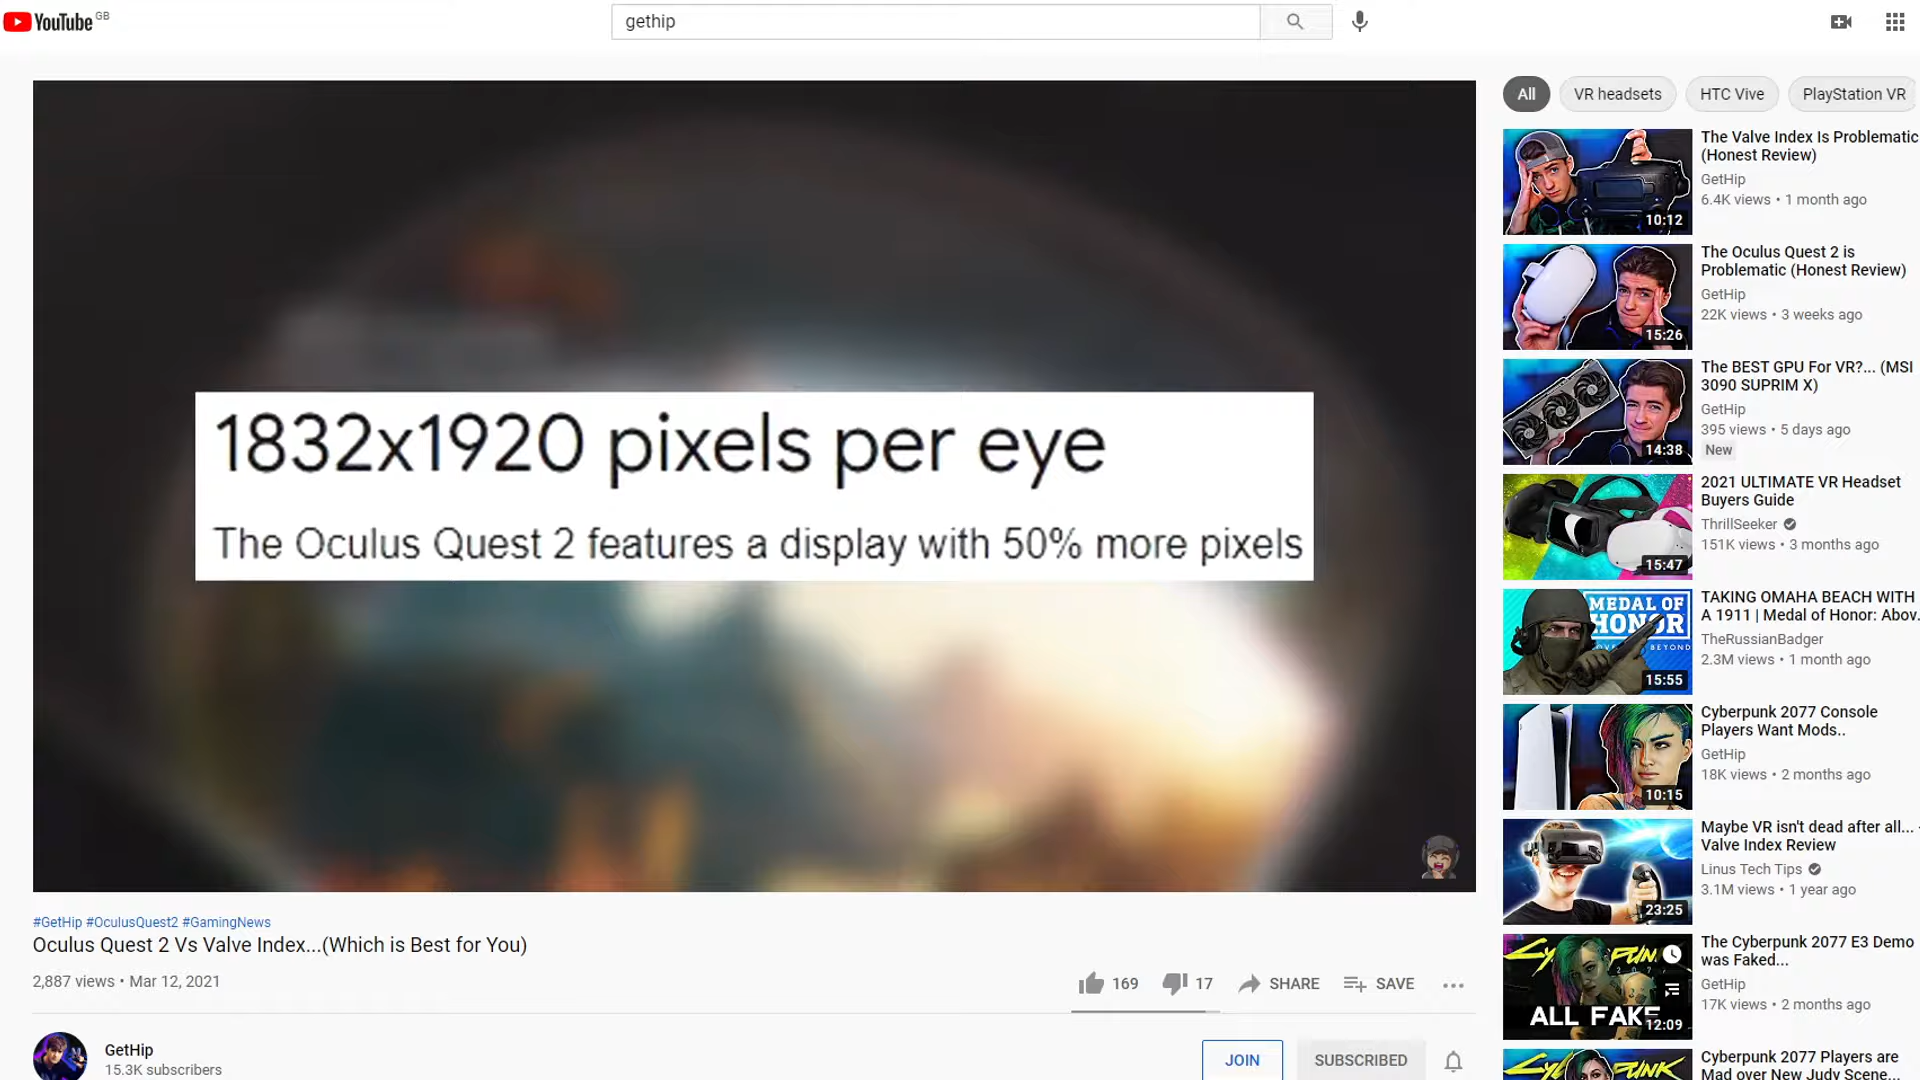 YouTube GB
gethip
1832x1920 pixels per eye
The Oculus Quest 2 features a display with 50% more pixels
#GetHip #OculusQuest2 #GamingNews
Oculus Quest 2 Vs Valve Index...(Which is Best for You)
2,887 views • Mar 12, 2021
169
17
SHARE
SAVE
GetHip
15.3K subscribers
JOIN
SUBSCRIBED
All
VR headsets
HTC Vive
PlayStation VR
10:12
The Valve Index Is Problematic
(Honest Review)
GetHip
6.4K views • 1 month ago
15:26
The Oculus Quest 2 is
Problematic (Honest Review)
GetHip
22K views • 3 weeks ago
14:38
The BEST GPU For VR?... (MSI
3090 SUPRIM X)
GetHip
395 views • 5 days ago
New
15:47
2021 ULTIMATE VR Headset
Buyers Guide
ThrillSeeker
151K views • 3 months ago
MEDAL OF
HONOR
BEYOND
15:55
TAKING OMAHA BEACH WITH
A 1911 | Medal of Honor: Abov.
TheRussianBadger
2.3M views • 1 month ago
10:15
Cyberpunk 2077 Console
Players Want Mods..
GetHip
18K views • 2 months ago
23:25
Maybe VR isn't dead after all... -
Valve Index Review
Linus Tech Tips
3.1M views • 1 year ago
ALL FAKE
12:09
The Cyberpunk 2077 E3 Demo
was Faked...
GetHip
17K views • 2 months ago
Cyberpunk 2077 Players are
Mad over New Judy Scene...